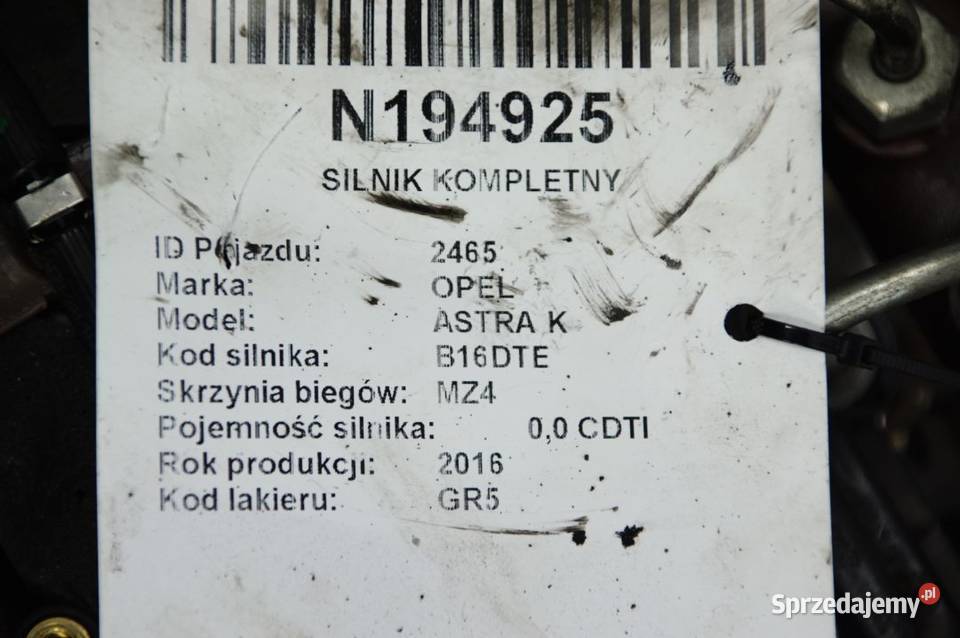 N194925
SILNIK KOMPLETNY
ID Pojazdu: 2465
Marka: OPEL
Model: ASTRA K
Kod silnika: B16DTE
Skrzynia biegów: MZ4
Pojemność silnika: 0,0 CDTI
Rok produkcji: 2016
Kod lakieru: GR5
Sprzedajemy.pl